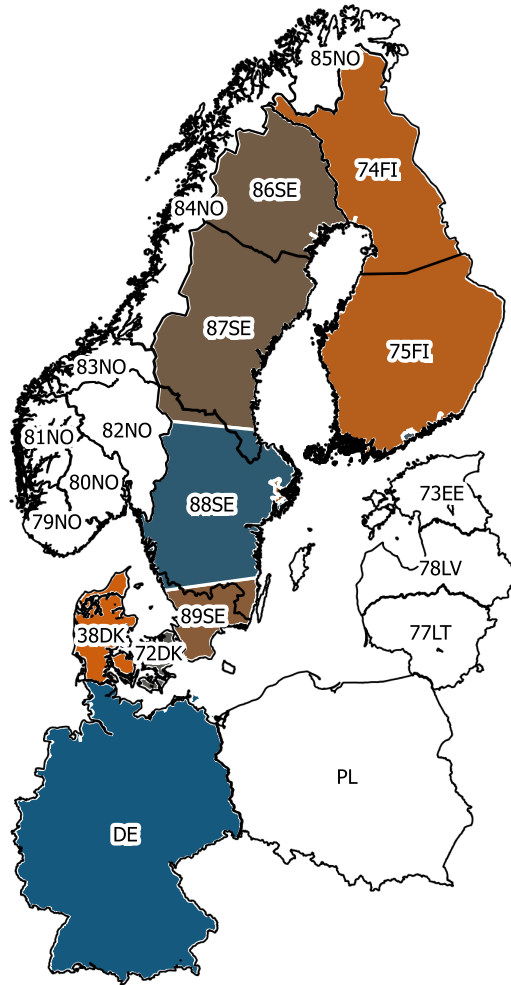 85NO
74FI
86SE
84NO
87SE
75FI
83NO
82NO
81NO
80NO
73EE
88SE
79NO
78LV
89SE
38DK
72DK
77LT
PL
DE